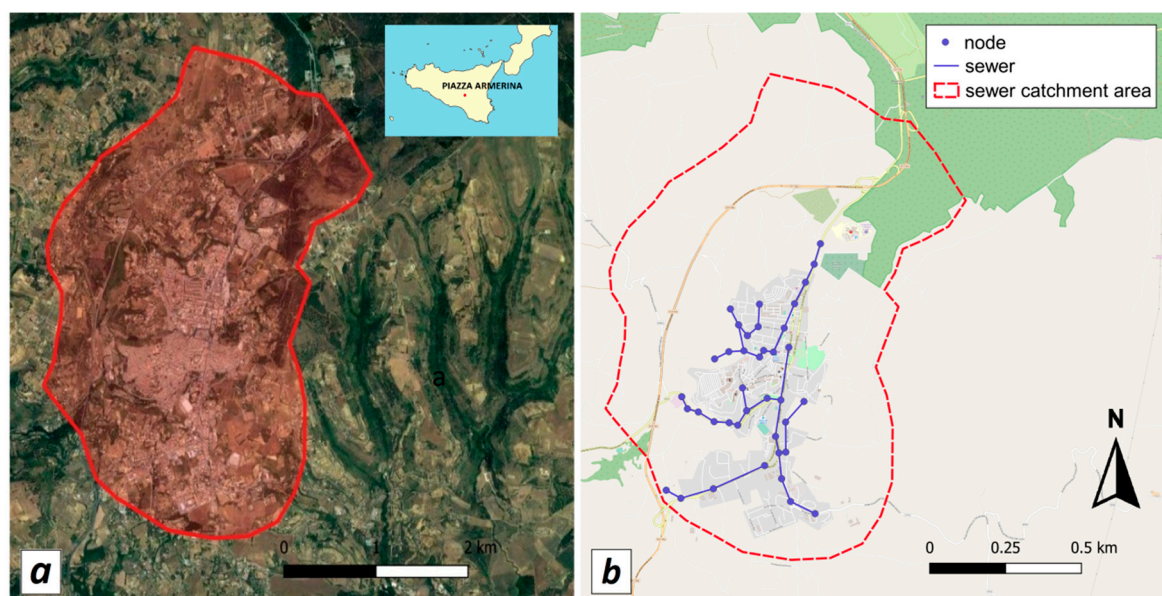 PIAZZA ARMERINA
a
0 1 2 km
a
node
sewer
sewer catchment area
N
0 0.25 0.5 km
b